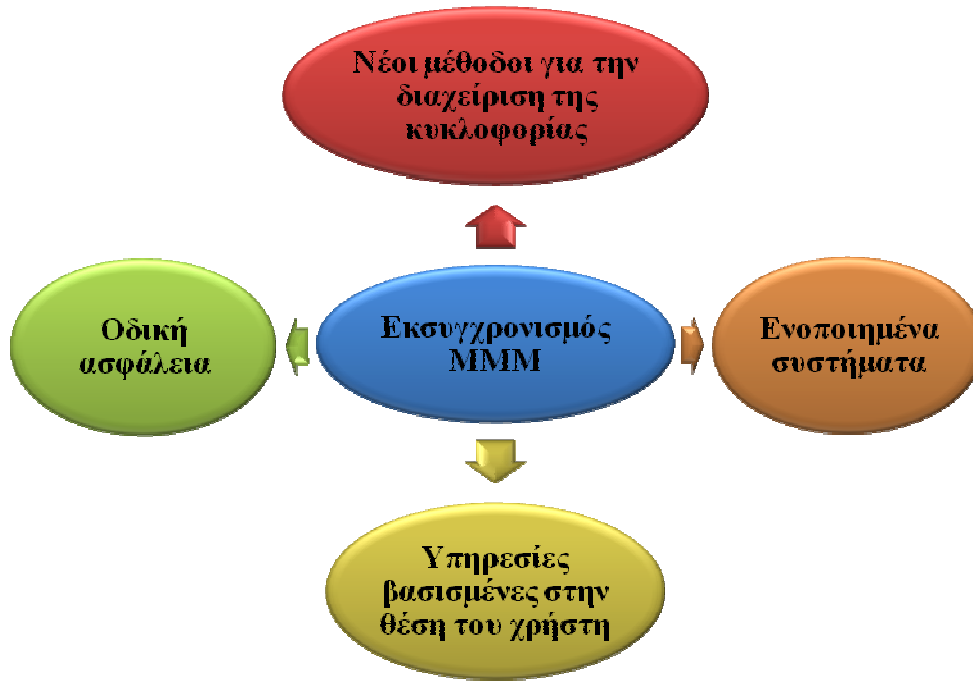 Νέοι μέθοδοι για την
διαχείριση της
κυκλοφορίας
Οδική
ασφάλεια
Εκσυγχρονισμός
ΜΜΜ
Ενοποιημένα
συστήματα
Υπηρεσίες
βασισμένες στην
θέση του χρήστη